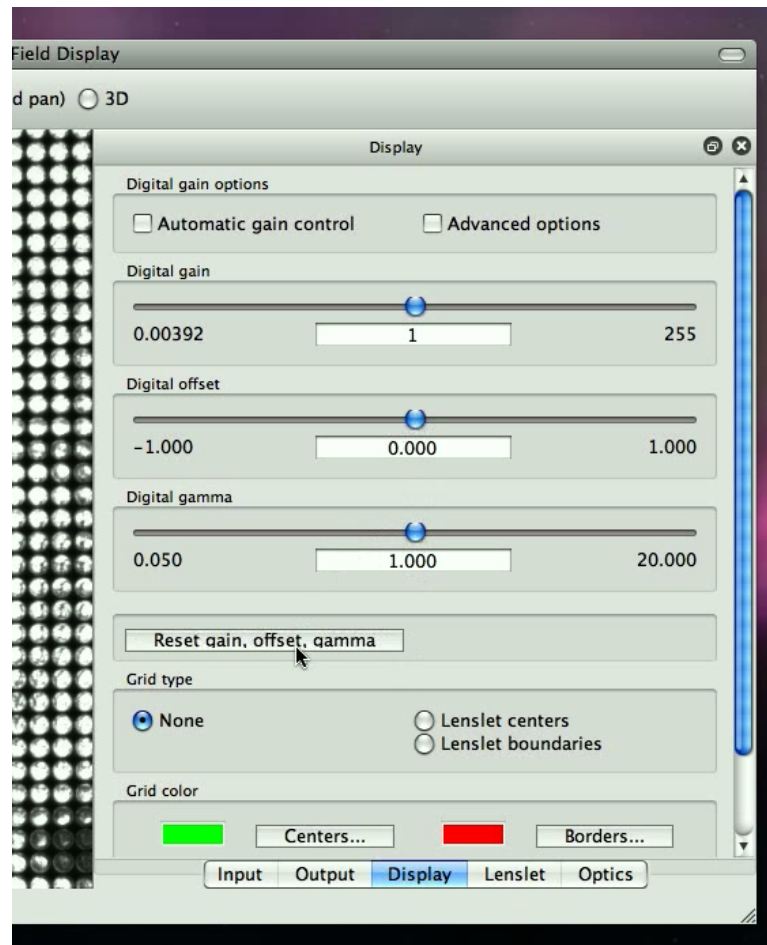 Field Display
d pan) 3D
Display
Digital gain options
Automatic gain control Advanced options
Digital gain
0.00392 1 255
Digital offset
-1.000 0.000 1.000
Digital gamma
0.050 1.000 20.000
Reset gain, offset, gamma
Grid type
None Lenslet centers
Lenslet boundaries
Grid color
Centers... Borders...
Input Output Display Lenslet Optics